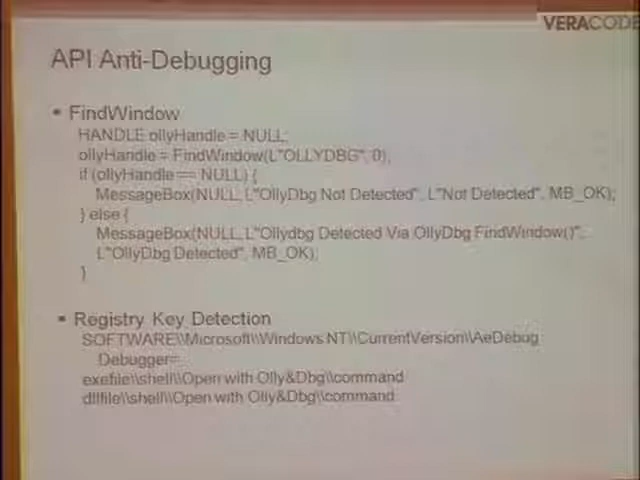 VERACODE
API Anti-Debugging
• FindWindow
HANDLE ollyHandle = NULL;
ollyHandle = FindWindow(L"OLLYDBG", 0);
if (ollyHandle == NULL) {
MessageBox(NULL, L"OllyDbg Not Detected", L"Not Detected", MB_OK);
} else {
MessageBox(NULL, L"Ollydbg Detected Via OllyDbg FindWindow()",
L"OllyDbg Detected", MB_OK);
}
• Registry Key Detection
SOFTWARE\\Microsoft\\Windows NT\\CurrentVersion\\AeDebug
Debugger=
exefile\\shell\\Open with Olly&Dbg\\command
dllfile\\shell\\Open with Olly&Dbg\\command